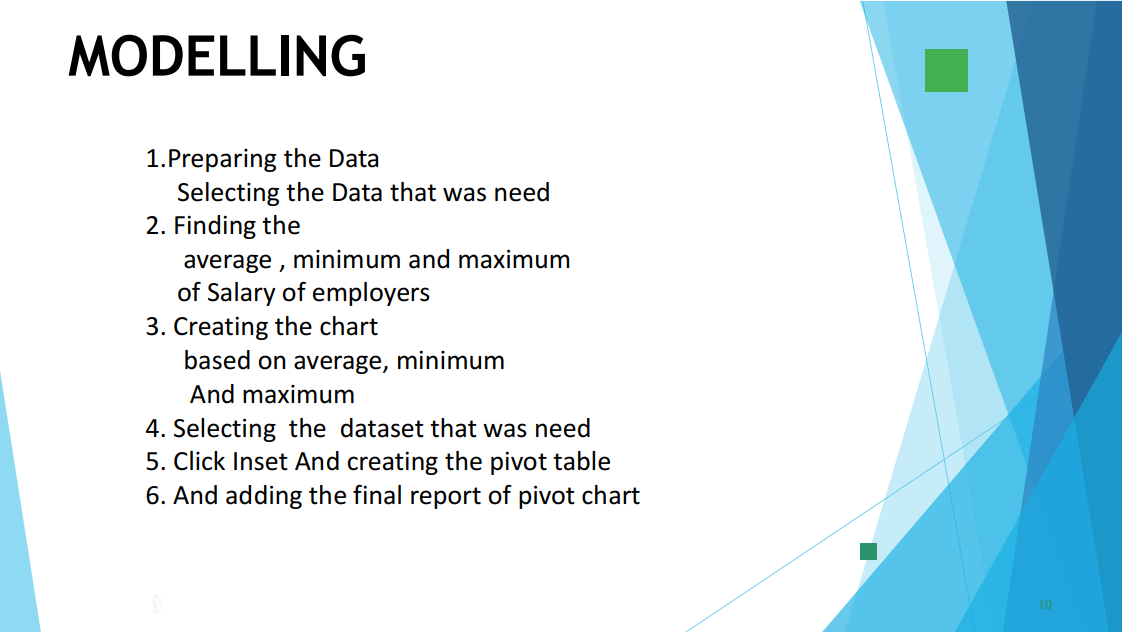 MODELLING
1.Preparing the Data
Selecting the Data that was need
2. Finding the
average , minimum and maximum
of Salary of employers
3. Creating the chart
based on average, minimum
And maximum
4. Selecting the dataset that was need
5. Click Inset And creating the pivot table
6. And adding the final report of pivot chart
10